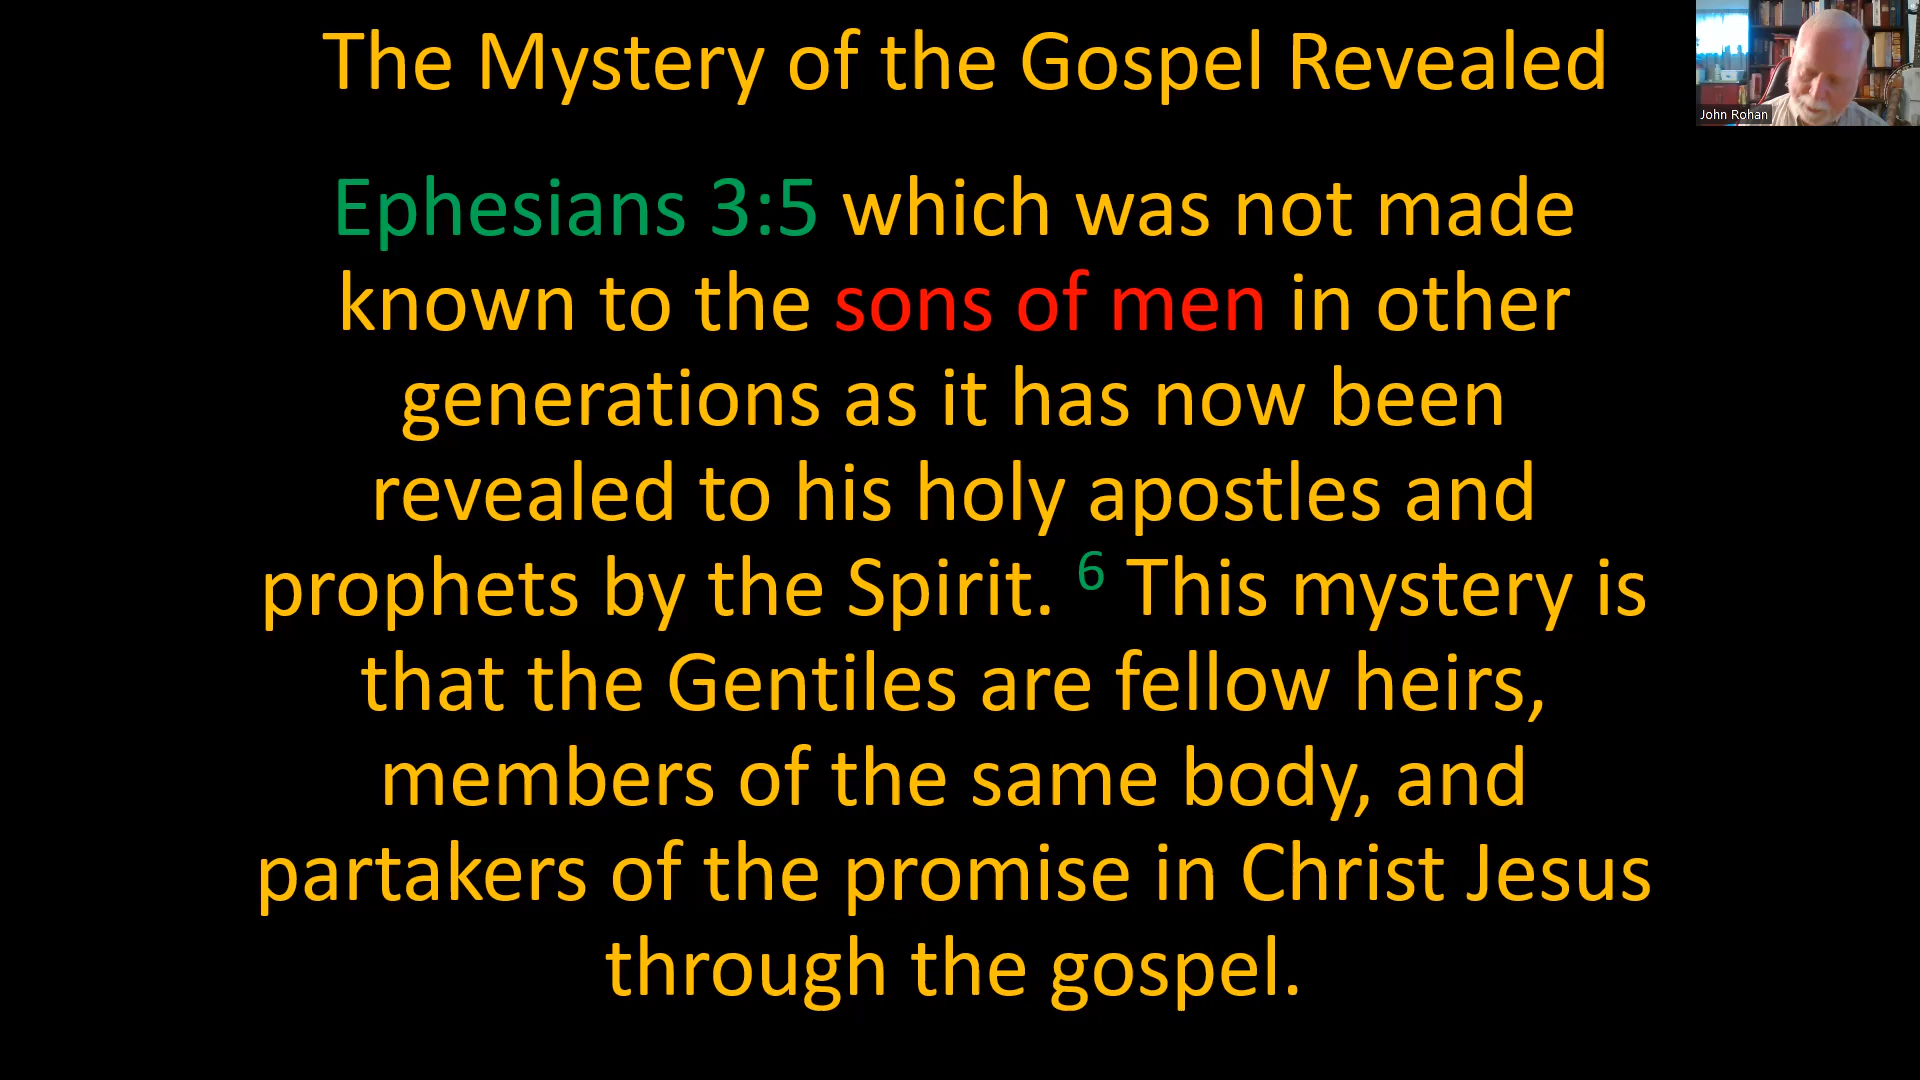 The Mystery of the Gospel Revealed
John Rohan
Ephesians 3:5 which was not made
known to the sons of men in other
generations as it has now been
revealed to his holy apostles and
prophets by the Spirit. 6 This mystery is
that the Gentiles are fellow heirs,
members of the same body, and
partakers of the promise in Christ Jesus
through the gospel.